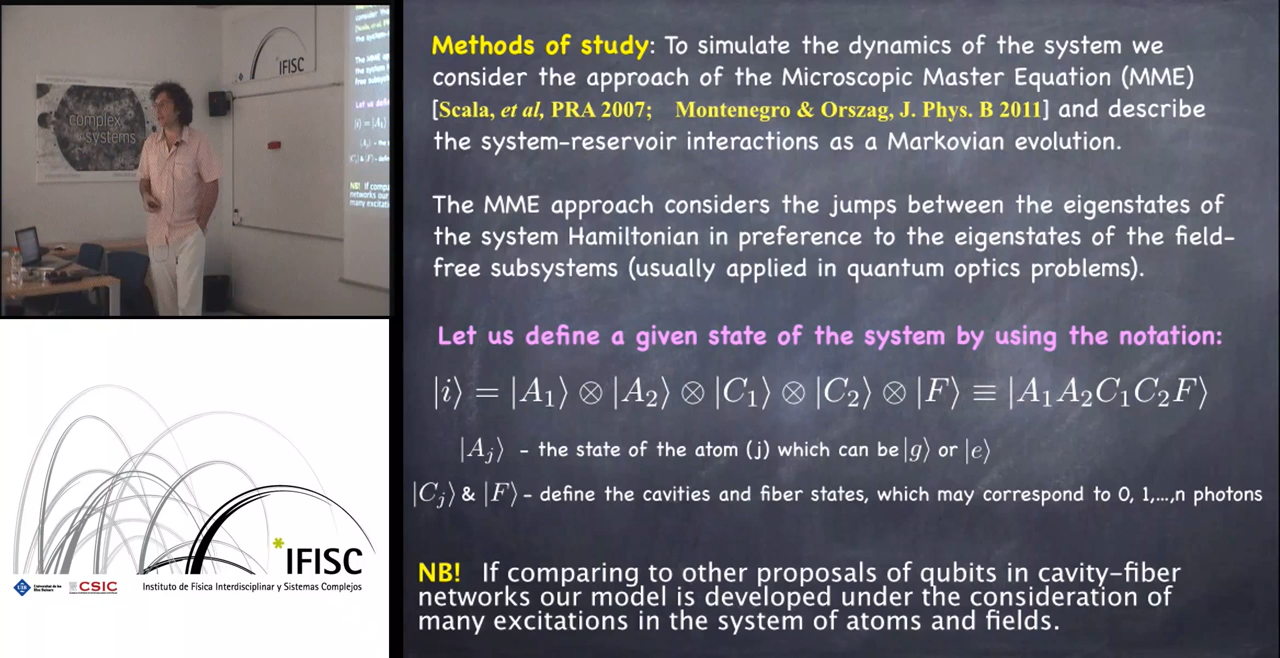 IFISC
complex
systems
Methods of study: To simulate the dynamics of the system we
consider the approach of the Microscopic Master Equation (MME)
[Scala, et al, PRA 2007; Montenegro & Orszag, J. Phys. B 2011] and describe
the system-reservoir interactions as a Markovian evolution.
The MME approach considers the jumps between the eigenstates of
the system Hamiltonian in preference to the eigenstates of the field-
free subsystems (usually applied in quantum optics problems).
Let us define a given state of the system by using the notation:
|i⟩ = |A₁⟩ ⊗ |A₂⟩ ⊗ |C₁⟩ ⊗ |C₂⟩ ⊗ |F⟩ ≡ |A₁A₂C₁C₂F⟩
|Aⱼ⟩ - the state of the atom (j) which can be |g⟩ or |e⟩
|Cⱼ⟩ & |F⟩ - define the cavities and fiber states, which may correspond to 0, 1,...,n photons
NB! If comparing to other proposals of qubits in cavity-fiber
networks our model is developed under the consideration of
many excitations in the system of atoms and fields.
IFISC
CSIC
Instituto de Física Interdisciplinar y Sistemas Complejos